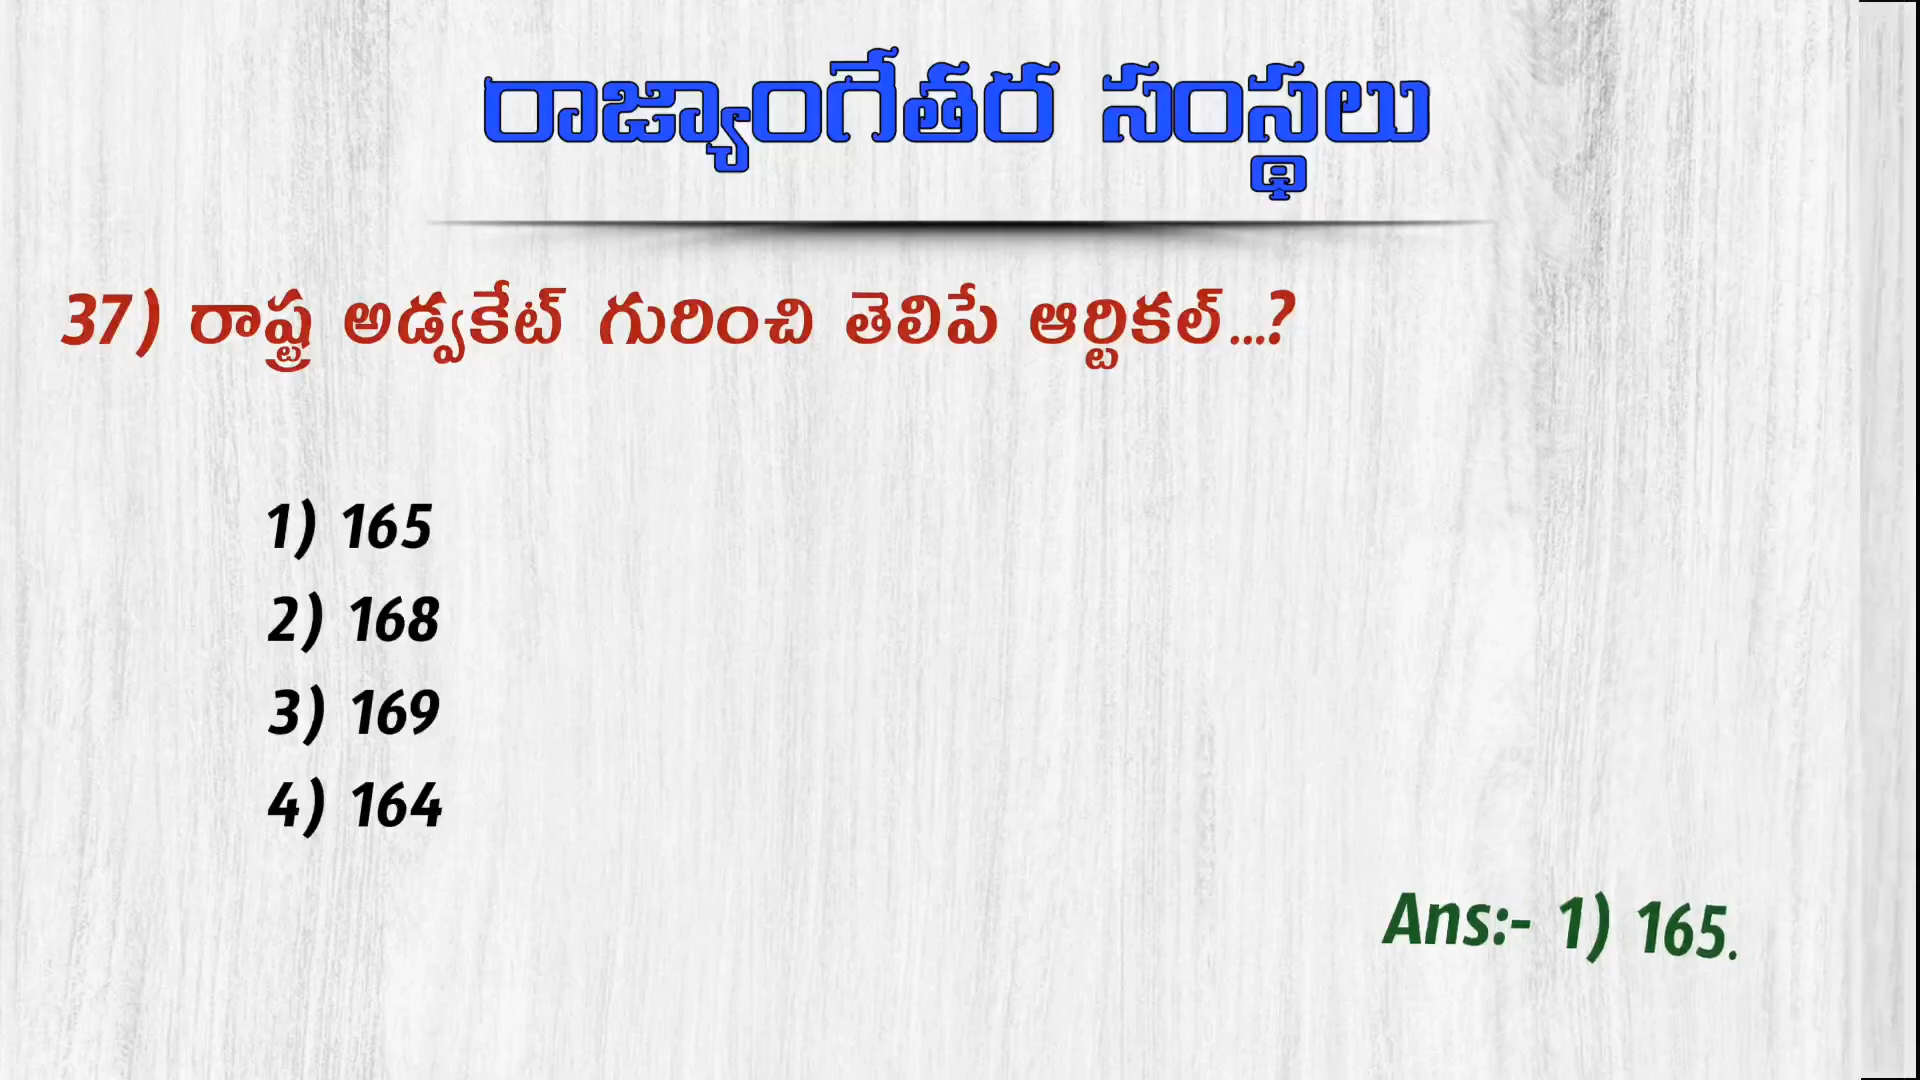 రాజ్యాంగేతర సంస్థలు
37) రాష్ట్ర అడ్వకేట్ గురించి తెలిపే ఆర్టికల్...?
1) 165
2) 168
3) 169
4) 164
Ans:- 1) 165.